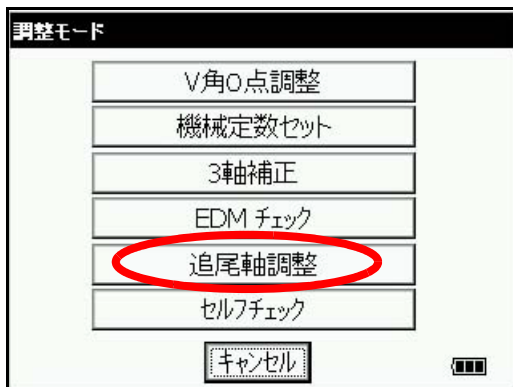 調整モード
V角0点調整
機械定数セット
3軸補正
EDM チェック
追尾軸調整
セルフチェック
キャンセル